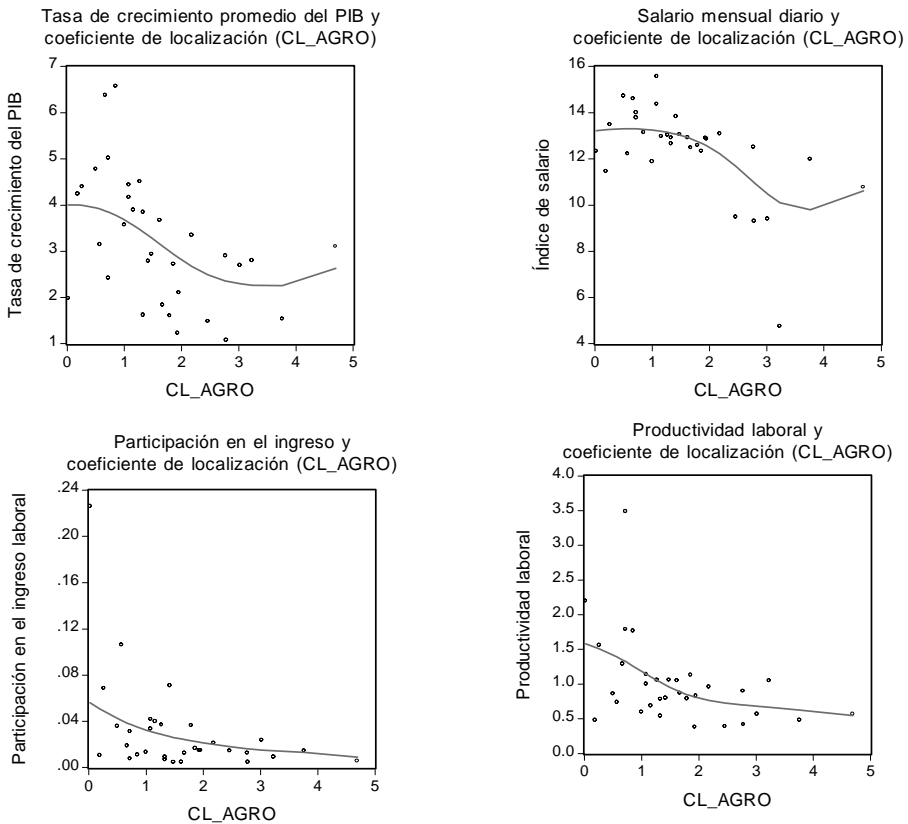 Tasa de crecimiento promedio del PIB y
coeficiente de localización (CL_AGRO)
Tasa de crecimiento del PIB
7
6
5
4
3
2
1
0 1 2 3 4 5
CL_AGRO
Salario mensual diario y
coeficiente de localización (CL_AGRO)
Índice de salario
16
14
12
10
8
6
4
0 1 2 3 4 5
CL_AGRO
Participación en el ingreso y
coeficiente de localización (CL_AGRO)
Participación en el ingreso laboral
.24
.20
.16
.12
.08
.04
.00
0 1 2 3 4 5
CL_AGRO
Productividad laboral y
coeficiente de localización (CL_AGRO)
Productividad laboral
4.0
3.5
3.0
2.5
2.0
1.5
1.0
0.5
0.0
0 1 2 3 4 5
CL_AGRO